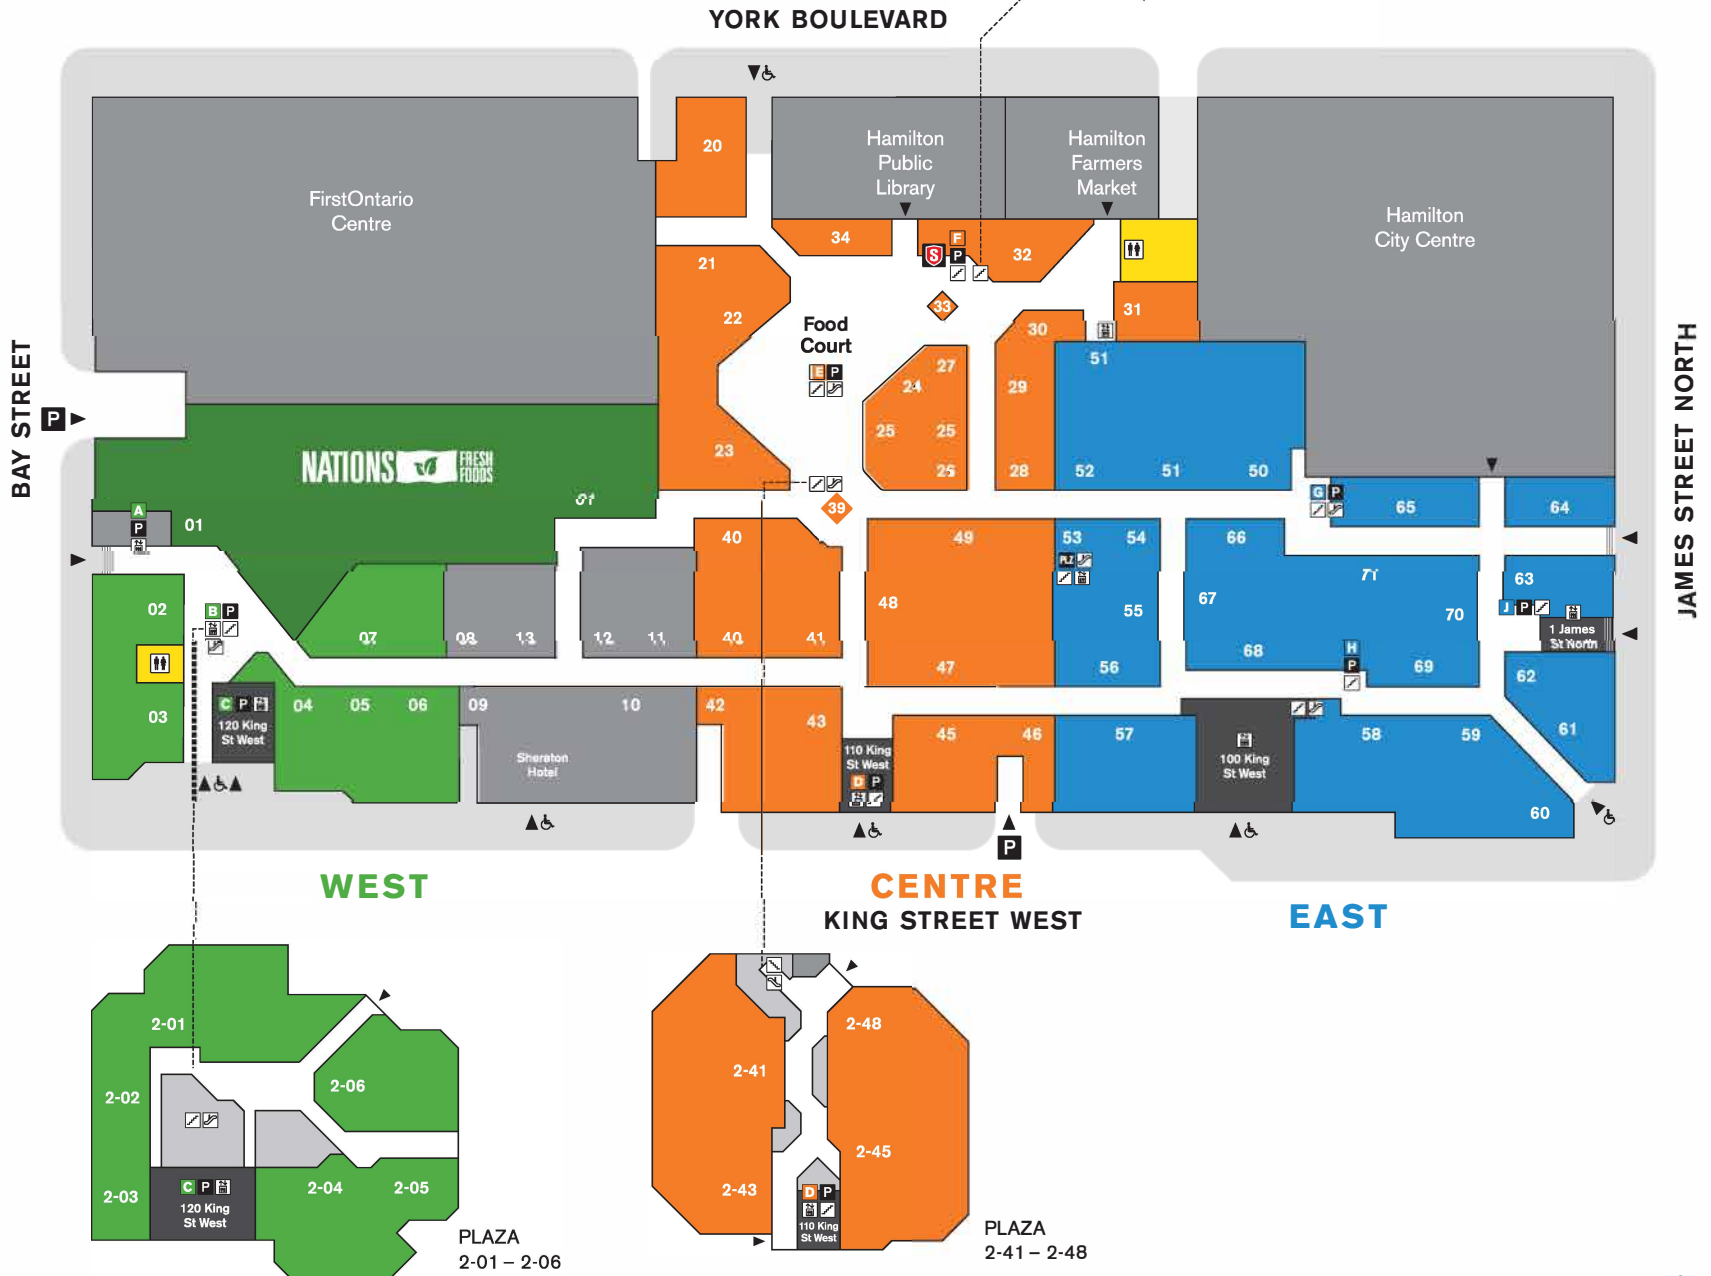 YORK BOULEVARD
20
Hamilton
Public
Library
Hamilton
Farmers
Market
FirstOntario
Centre
Hamilton
City Centre
34
F
S
P
32
21
22
33
31
Food
Court
30
E P
51
27
24
29
BAY STREET
JAMES STREET NORTH
P
25
25
23
NATIONS FRESH FOODS
25
28
52
51
50
G P
01
39
65
64
A
P
01
40
49
53
54
66
71
63
02
B P
48
55
67
70
J P
1 James
St North
07
08
13
12
11
40
41
47
56
68
H
P
69
62
03
C P
120 King
St West
04
05
06
09
10
42
43
45
46
57
58
59
61
Sheraton
Hotel
110 King
St West
D P
100 King
St West
60
P
WEST
CENTRE
KING STREET WEST
EAST
2-01
2-02
2-06
2-03
C P
120 King
St West
2-04
2-05
PLAZA
2-01 – 2-06
2-48
2-41
2-45
2-43
D P
110 King
St West
PLAZA
2-41 – 2-48